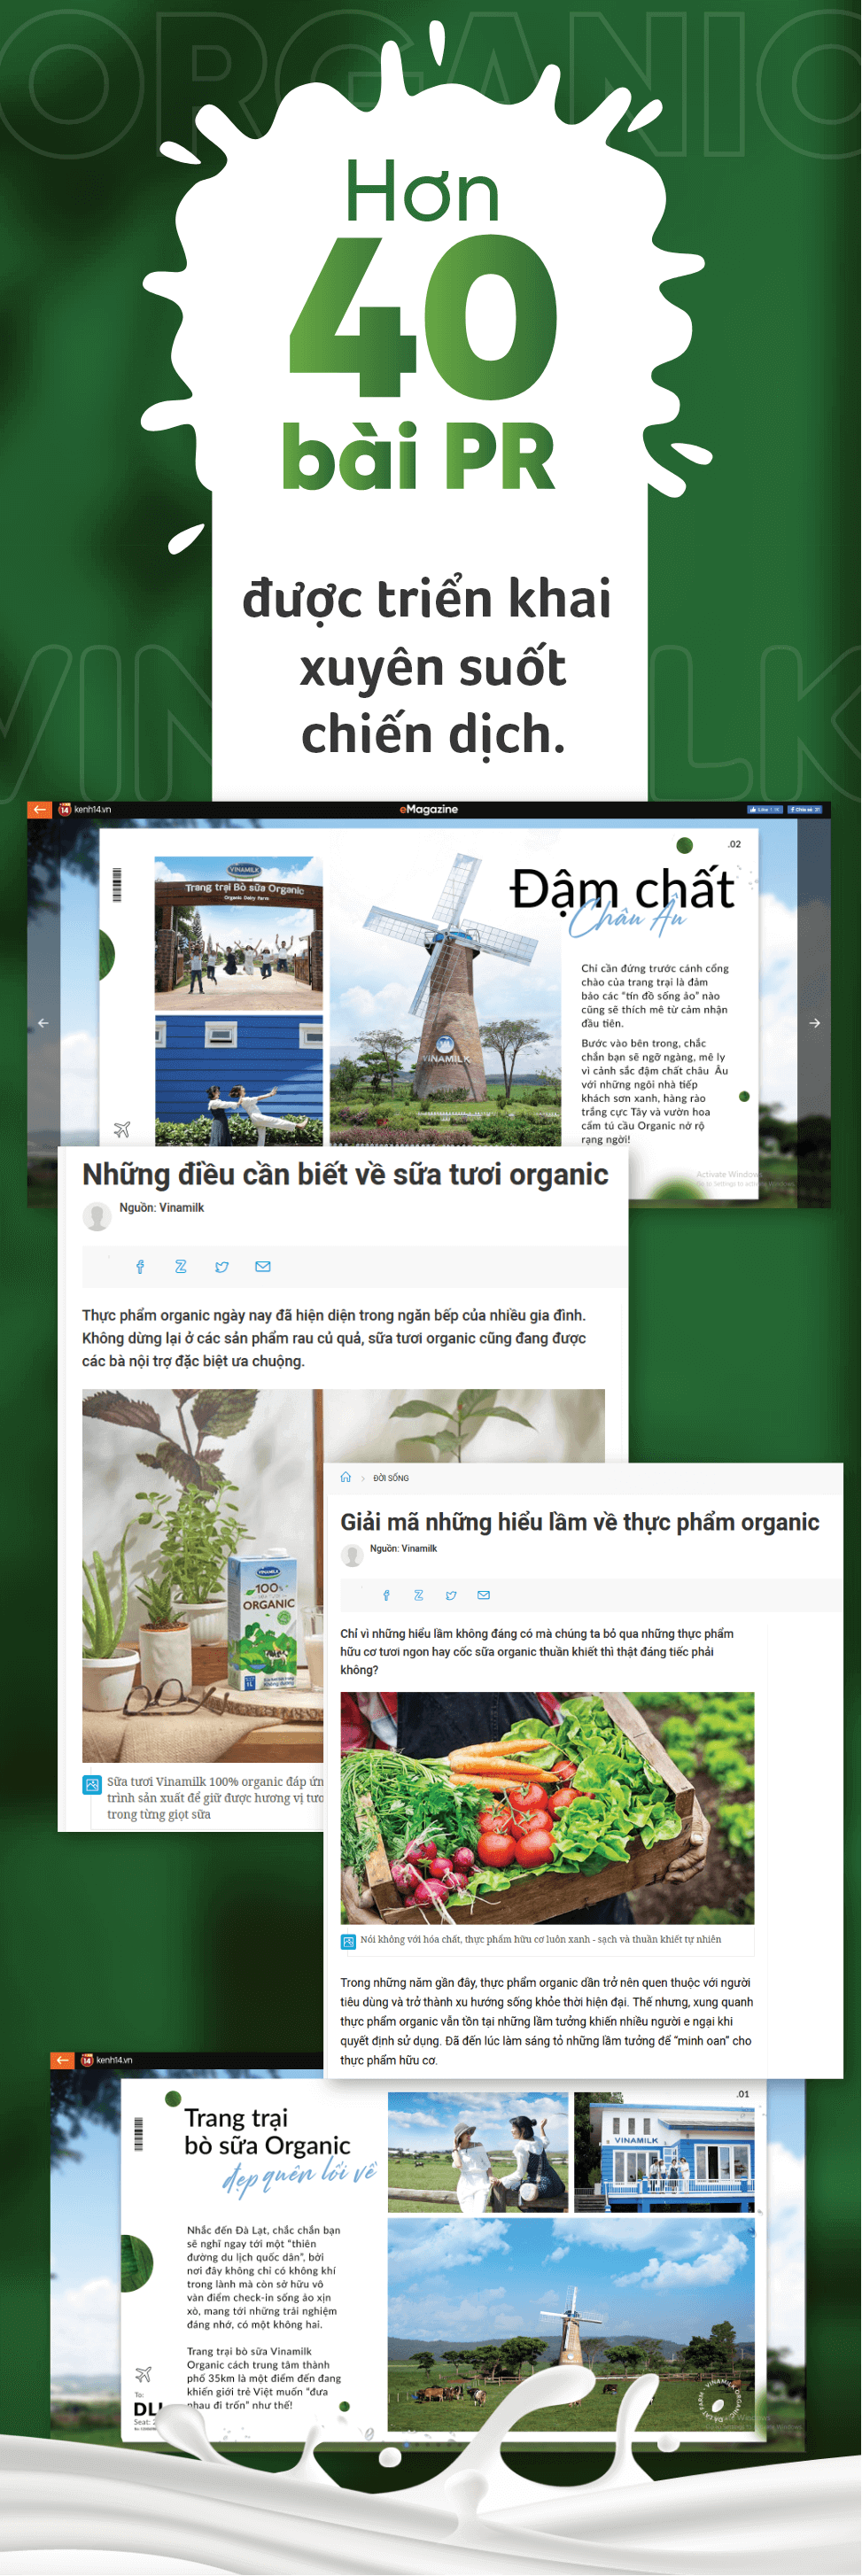 ORGANIC
Hơn
40
bài PR
được triển khai
xuyên suốt
chiến dịch.
VIN
LK
14 kenh14.vn
eMagazine
.02
VINAMILK
Trang trại Bò sữa Organic
Organic Dairy Farm
VINAMILK
Đậm chất
Châu Âu
Chỉ cần đứng trước cánh cổng
chào của trang trại là đảm
bảo các “tín đồ sống ảo” nào
cũng sẽ thích mê từ cảm nhận
đầu tiên.
Bước vào bên trong, chắc
chắn bạn sẽ ngỡ ngàng, mê ly
vì cảnh sắc đậm chất châu Âu
với những ngôi nhà tiếp
khách sơn xanh, hàng rào
trắng cực Tây và vườn hoa
cẩm tú cầu Organic nở rộ
rạng ngời!
Activate Windows
Go to Settings to activate Windows.
Những điều cần biết về sữa tươi organic
Nguồn: Vinamilk
Thực phẩm organic ngày nay đã hiện diện trong ngăn bếp của nhiều gia đình.
Không dừng lại ở các sản phẩm rau củ quả, sữa tươi organic cũng đang được
các bà nội trợ đặc biệt ưa chuộng.
VINAMILK
100%
ORGANIC
1L
Sữa tươi Vinamilk 100% organic đáp ứn
trình sản xuất để giữ được hương vị tươ
trong từng giọt sữa
ĐỜI SỐNG
Giải mã những hiểu lầm về thực phẩm organic
Nguồn: Vinamilk
Chỉ vì những hiểu lầm không đáng có mà chúng ta bỏ qua những thực phẩm
hữu cơ tươi ngon hay cốc sữa organic thuần khiết thì thật đáng tiếc phải
không?
Nói không với hóa chất, thực phẩm hữu cơ luôn xanh - sạch và thuần khiết tự nhiên
Trong những năm gần đây, thực phẩm organic dần trở nên quen thuộc với người
tiêu dùng và trở thành xu hướng sống khỏe thời hiện đại. Thế nhưng, xung quanh
thực phẩm organic vẫn tồn tại những lầm tưởng khiến nhiều người e ngại khi
quyết định sử dụng. Đã đến lúc làm sáng tỏ những lầm tưởng để “minh oan” cho
thực phẩm hữu cơ.
14 kenh14.vn
.01
Trang trại
bò sữa Organic
đẹp quên lối về
VINAMILK
Nhắc đến Đà Lạt, chắc chắn bạn
sẽ nghĩ ngay tới một “thiên
đường du lịch quốc dân”, bởi
nơi đây không chỉ có không khí
trong lành mà còn sở hữu vô
vàn điểm check-in sống ảo xịn
xò, mang tới những trải nghiệm
đáng nhớ, có một không hai.
Trang trại bò sữa Vinamilk
Organic cách trung tâm thành
phố 35km là một điểm đến đang
khiến giới trẻ Việt muốn “đưa
nhau đi trốn” như thế!
To:
DLI
Seat: